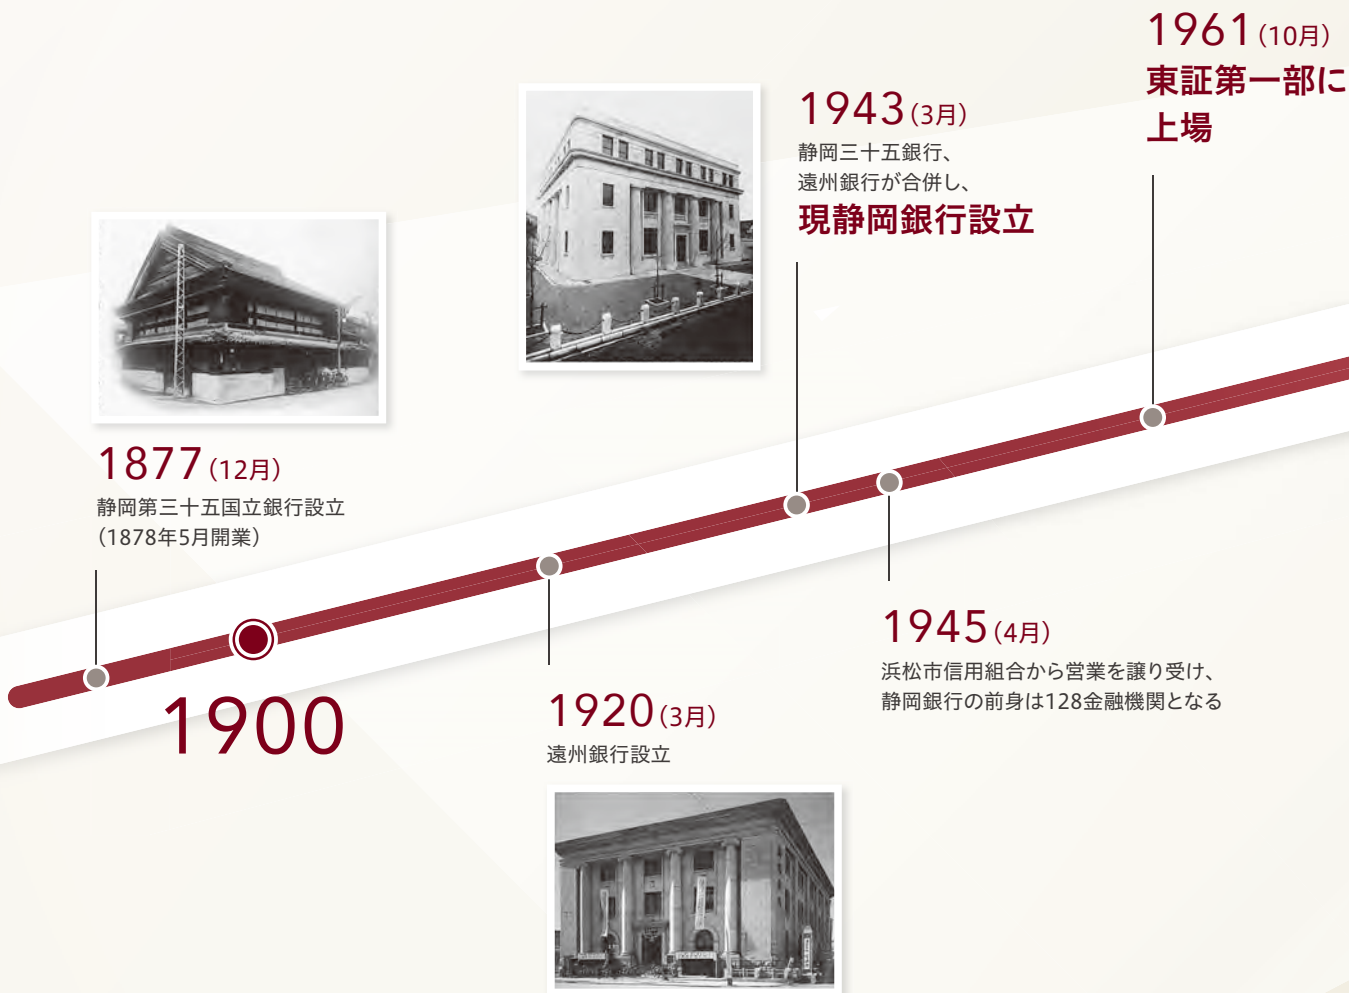 1961(10月)
東証第一部に
上場
1943(3月)
静岡三十五銀行、
遠州銀行が合併し、
現静岡銀行設立
1877(12月)
静岡第三十五国立銀行設立
(1878年5月開業)
1900
1920(3月)
遠州銀行設立
1945(4月)
浜松市信用組合から営業を譲り受け、
静岡銀行の前身は128金融機関となる